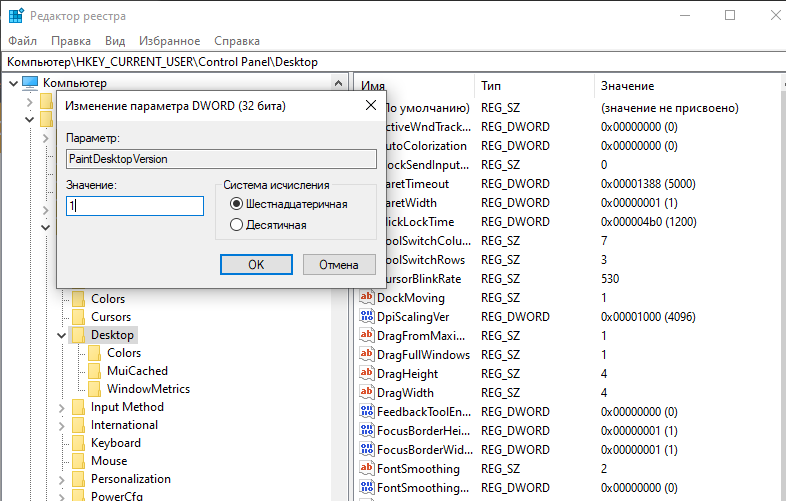 Редактор реестра
Файл Правка Вид Избранное Справка
Компьютер\HKEY_CURRENT_USER\Control Panel\Desktop
Компьютер
Изменение параметра DWORD (32 бита)
Параметр:
PaintDesktopVersion
Значение:
1
Система исчисления
Шестнадцатеричная
Десятичная
OK
Отмена
Colors
Cursors
Desktop
Colors
MuiCached
WindowMetrics
Input Method
International
Keyboard
Mouse
Personalization
PowerCfg
Имя Тип Значение
По умолчанию) REG_SZ (значение не присвоено)
ctiveWndTrack... REG_DWORD 0x00000000 (0)
utoColorization REG_DWORD 0x00000000 (0)
lockSendInput... REG_SZ 0
aretTimeout REG_DWORD 0x00001388 (5000)
aretWidth REG_DWORD 0x00000001 (1)
lickLockTime REG_DWORD 0x000004b0 (1200)
oolSwitchColu... REG_SZ 7
oolSwitchRows REG_SZ 3
ursorBlinkRate REG_SZ 530
DockMoving REG_SZ 1
DpiScalingVer REG_DWORD 0x00001000 (4096)
DragFromMaxi... REG_SZ 1
DragFullWindows REG_SZ 1
DragHeight REG_SZ 4
DragWidth REG_SZ 4
FeedbackToolEn... REG_DWORD 0x00000000 (0)
FocusBorderHei... REG_DWORD 0x00000001 (1)
FocusBorderWid... REG_DWORD 0x00000001 (1)
FontSmoothing REG_SZ 2
FontSmoothing... REG_DWORD 0x00000000 (0)